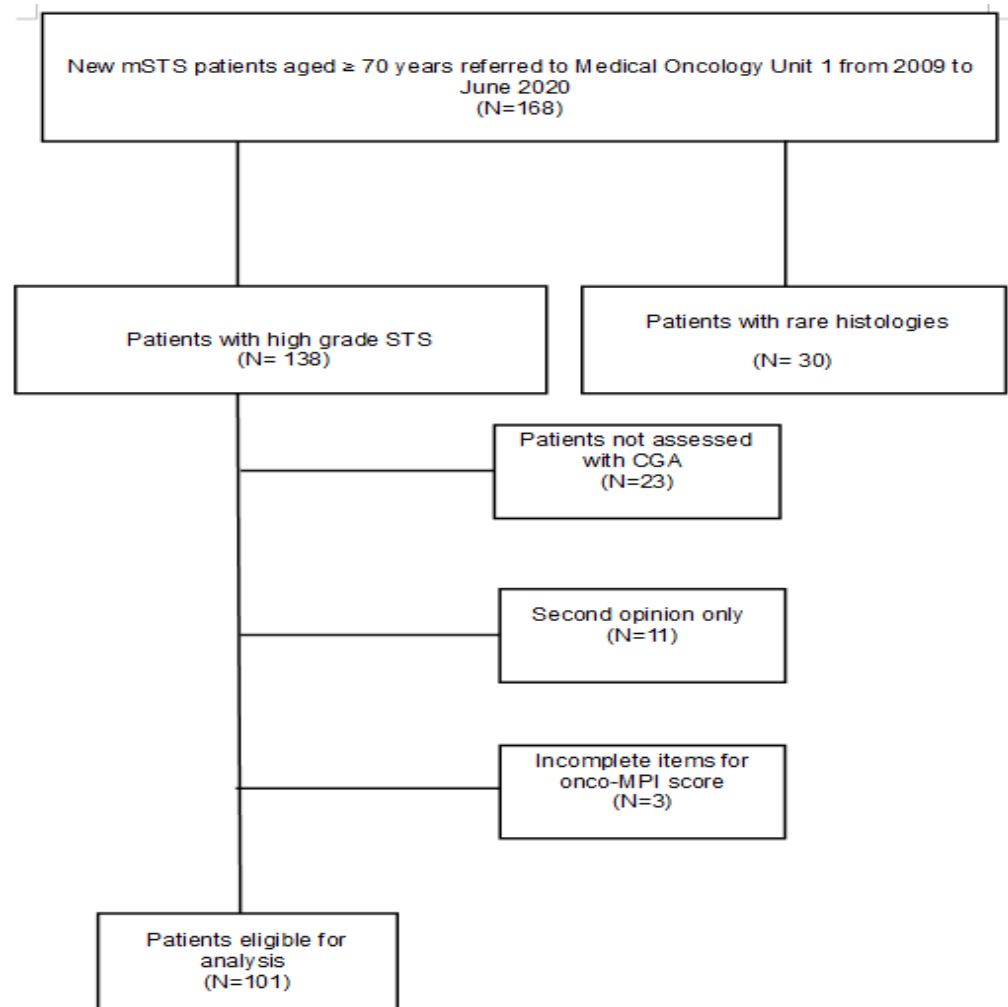 New mSTS patients aged ≥ 70 years referred to Medical Oncology Unit 1 from 2009 to
June 2020
(N=168)
Patients with high grade STS
(N= 138)
Patients with rare histologies
(N= 30)
Patients not assessed
with CGA
(N=23)
Second opinion only
(N=11)
Incomplete items for
onco-MPI score
(N=3)
Patients eligible for
analysis
(N=101)